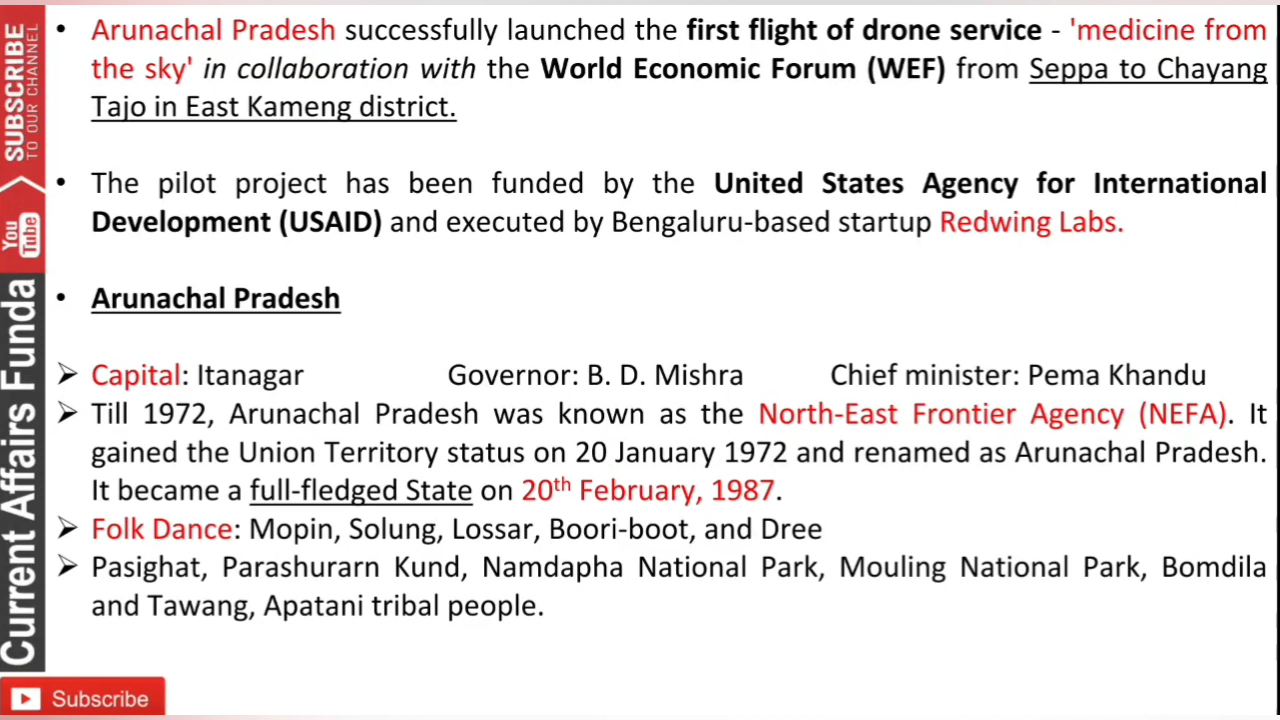 • Arunachal Pradesh successfully launched the first flight of drone service - 'medicine from
the sky' in collaboration with the World Economic Forum (WEF) from Seppa to Chayang
Tajo in East Kameng district.
• The pilot project has been funded by the United States Agency for International
Development (USAID) and executed by Bengaluru-based startup Redwing Labs.
• Arunachal Pradesh
➢ Capital: Itanagar Governor: B. D. Mishra Chief minister: Pema Khandu
➢ Till 1972, Arunachal Pradesh was known as the North-East Frontier Agency (NEFA). It
gained the Union Territory status on 20 January 1972 and renamed as Arunachal Pradesh.
It became a full-fledged State on 20th February, 1987.
➢ Folk Dance: Mopin, Solung, Lossar, Boori-boot, and Dree
➢ Pasighat, Parashurarn Kund, Namdapha National Park, Mouling National Park, Bomdila
and Tawang, Apatani tribal people.
SUBSCRIBE
TO OUR CHANNEL
You
Tube
Current Affairs Funda
Subscribe